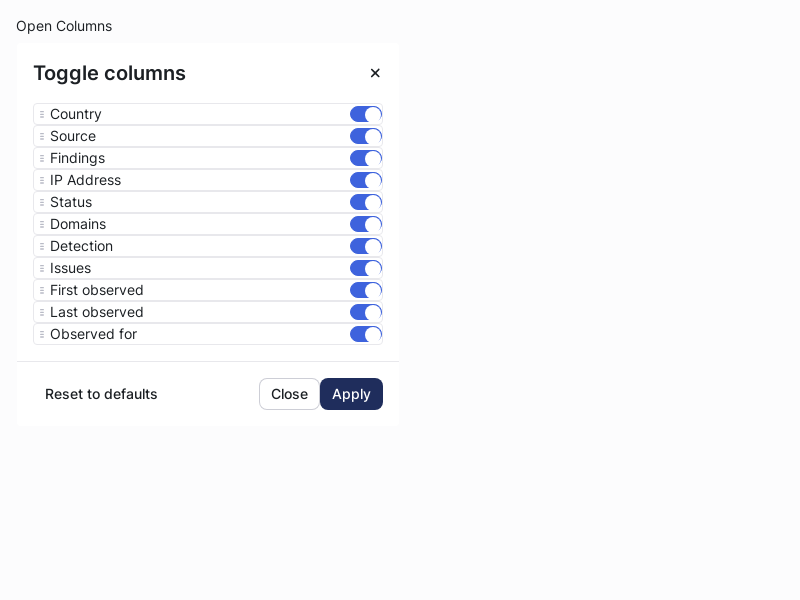 Open Columns
Toggle columns
Country
Source
Findings
IP Address
Status
Domains
Detection
Issues
First observed
Last observed
Observed for
Reset to defaults
Close
Apply